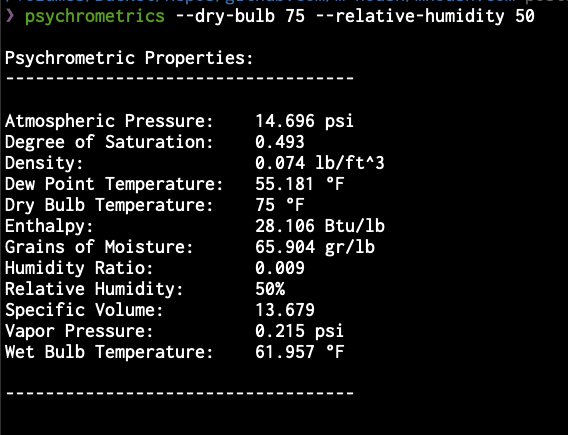 ❯ psychrometrics --dry-bulb 75 --relative-humidity 50
Psychrometric Properties:
----------------------------------
Atmospheric Pressure: 14.696 psi
Degree of Saturation: 0.493
Density: 0.074 lb/ft^3
Dew Point Temperature: 55.181 °F
Dry Bulb Temperature: 75 °F
Enthalpy: 28.106 Btu/lb
Grains of Moisture: 65.904 gr/lb
Humidity Ratio: 0.009
Relative Humidity: 50%
Specific Volume: 13.679
Vapor Pressure: 0.215 psi
Wet Bulb Temperature: 61.957 °F
----------------------------------